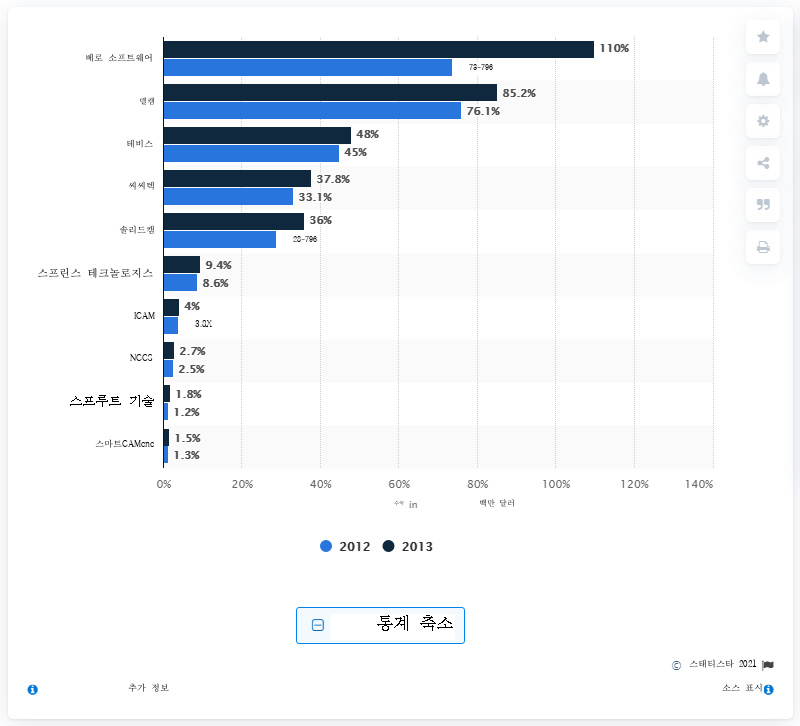 베로 소프트웨어
110%
73-796
85.2%
76.1%
테비스
48%
45%
씨씨텍
37.8%
33.1%
솔리드캠
36%
28-796
스프린스 테크놀로지스
9.4%
8.6%
ICAM
4%
3.8X
NCCS
2.7%
2.5%
스프루트 기술
1.8%
1.2%
스마트CAMcnc
1.5%
1.3%
0% 20% 40% 60% 80% 100% 120% 140%
수익 in 백만 달러
2012 2013
통계 축소
© 스태티스타 2021
추가 정보 소스 표시